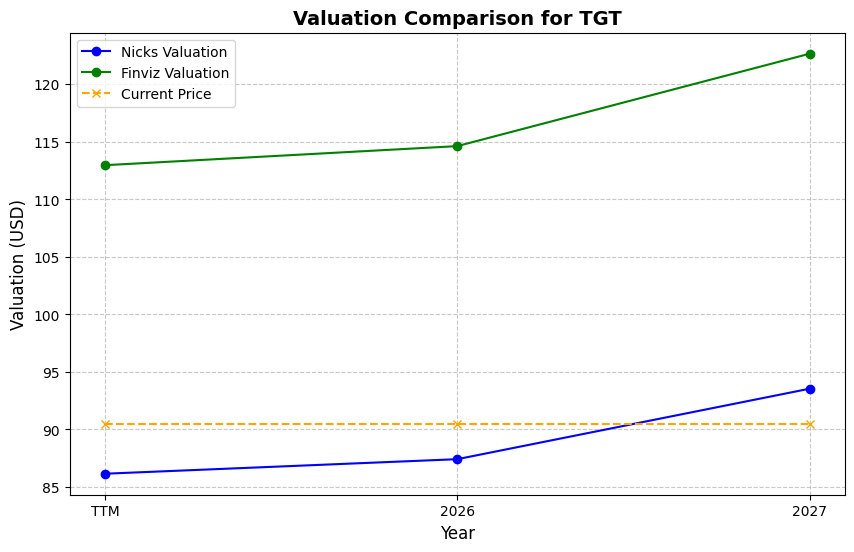 Valuation Comparison for TGT
Nicks Valuation
Finviz Valuation
Current Price
Valuation (USD)
120
115
110
105
100
95
90
85
TTM
2026
2027
Year